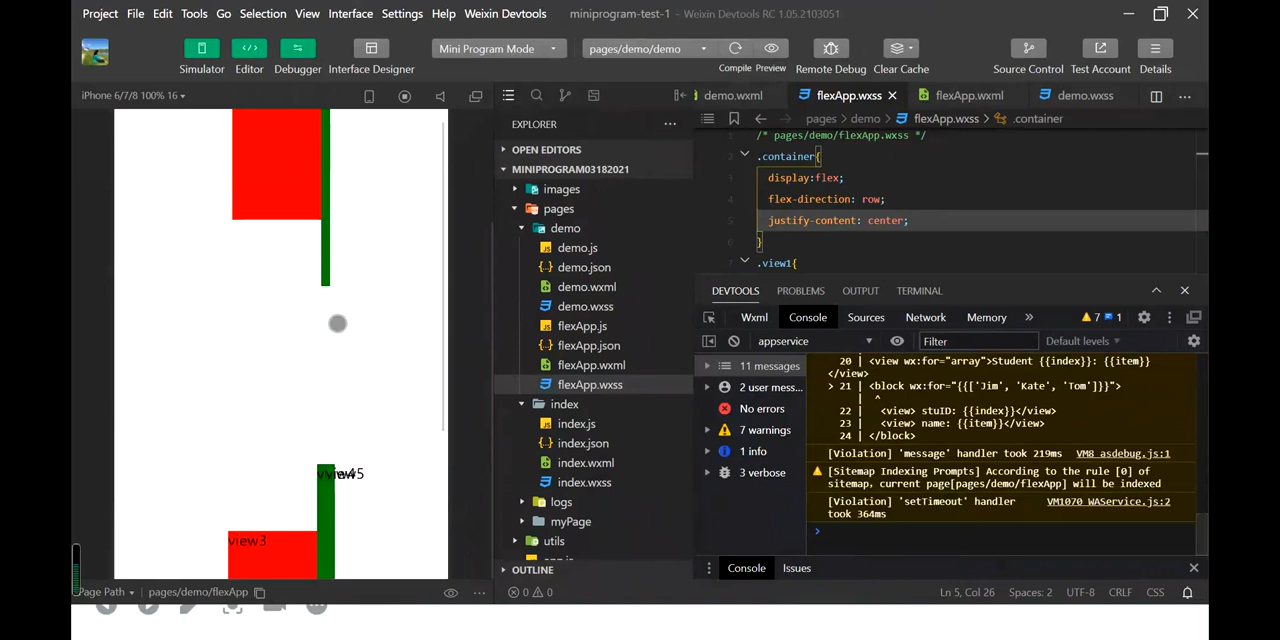 Project File Edit Tools Go Selection View Interface Settings Help Weixin Devtools miniprogram-test-1 - Weixin Devtools RC 1.05.2103051
Simulator Editor Debugger Interface Designer
Mini Program Mode
pages/demo/demo
Compile Preview Remote Debug Clear Cache
Source Control Test Account Details
iPhone 6/7/8 100% 16
view3
Page Path pages/demo/flexApp
EXPLORER
OPEN EDITORS
MINIPROGRAM03182021
images
pages
demo
demo.js
demo.json
demo.wxml
demo.wxss
flexApp.js
flexApp.json
flexApp.wxml
flexApp.wxss
index
index.js
index.json
index.wxml
index.wxss
logs
myPage
utils
OUTLINE
0 0
demo.wxml flexApp.wxss flexApp.wxml demo.wxss
pages > demo > flexApp.wxss > .container
1 /* pages/demo/flexApp.wxss */
2 .container{
3 display:flex;
4 flex-direction: row;
5 justify-content: center;
6 }
7 .view1{
DEVTOOLS PROBLEMS OUTPUT TERMINAL
Wxml Console Sources Network Memory » 7 1
appservice Filter Default levels
11 messages
2 user mess...
No errors
7 warnings
1 info
3 verbose
20 | <view wx:for="array">Student {{index}}: {{item}}
</view>
> 21 | <block wx:for="{{['Jim', 'Kate', 'Tom']}}">
| ^
22 | <view> stuID: {{index}}</view>
23 | <view> name: {{item}}</view>
24 | </block>
[Violation] 'message' handler took 219ms VM8 asdebug.js:1
[Sitemap Indexing Prompts] According to the rule [0] of
sitemap, current page[pages/demo/flexApp] will be indexed
[Violation] 'setTimeout' handler VM1070 WAService.js:2
took 364ms
>
Console Issues
Ln 5, Col 26 Spaces: 2 UTF-8 CRLF CSS